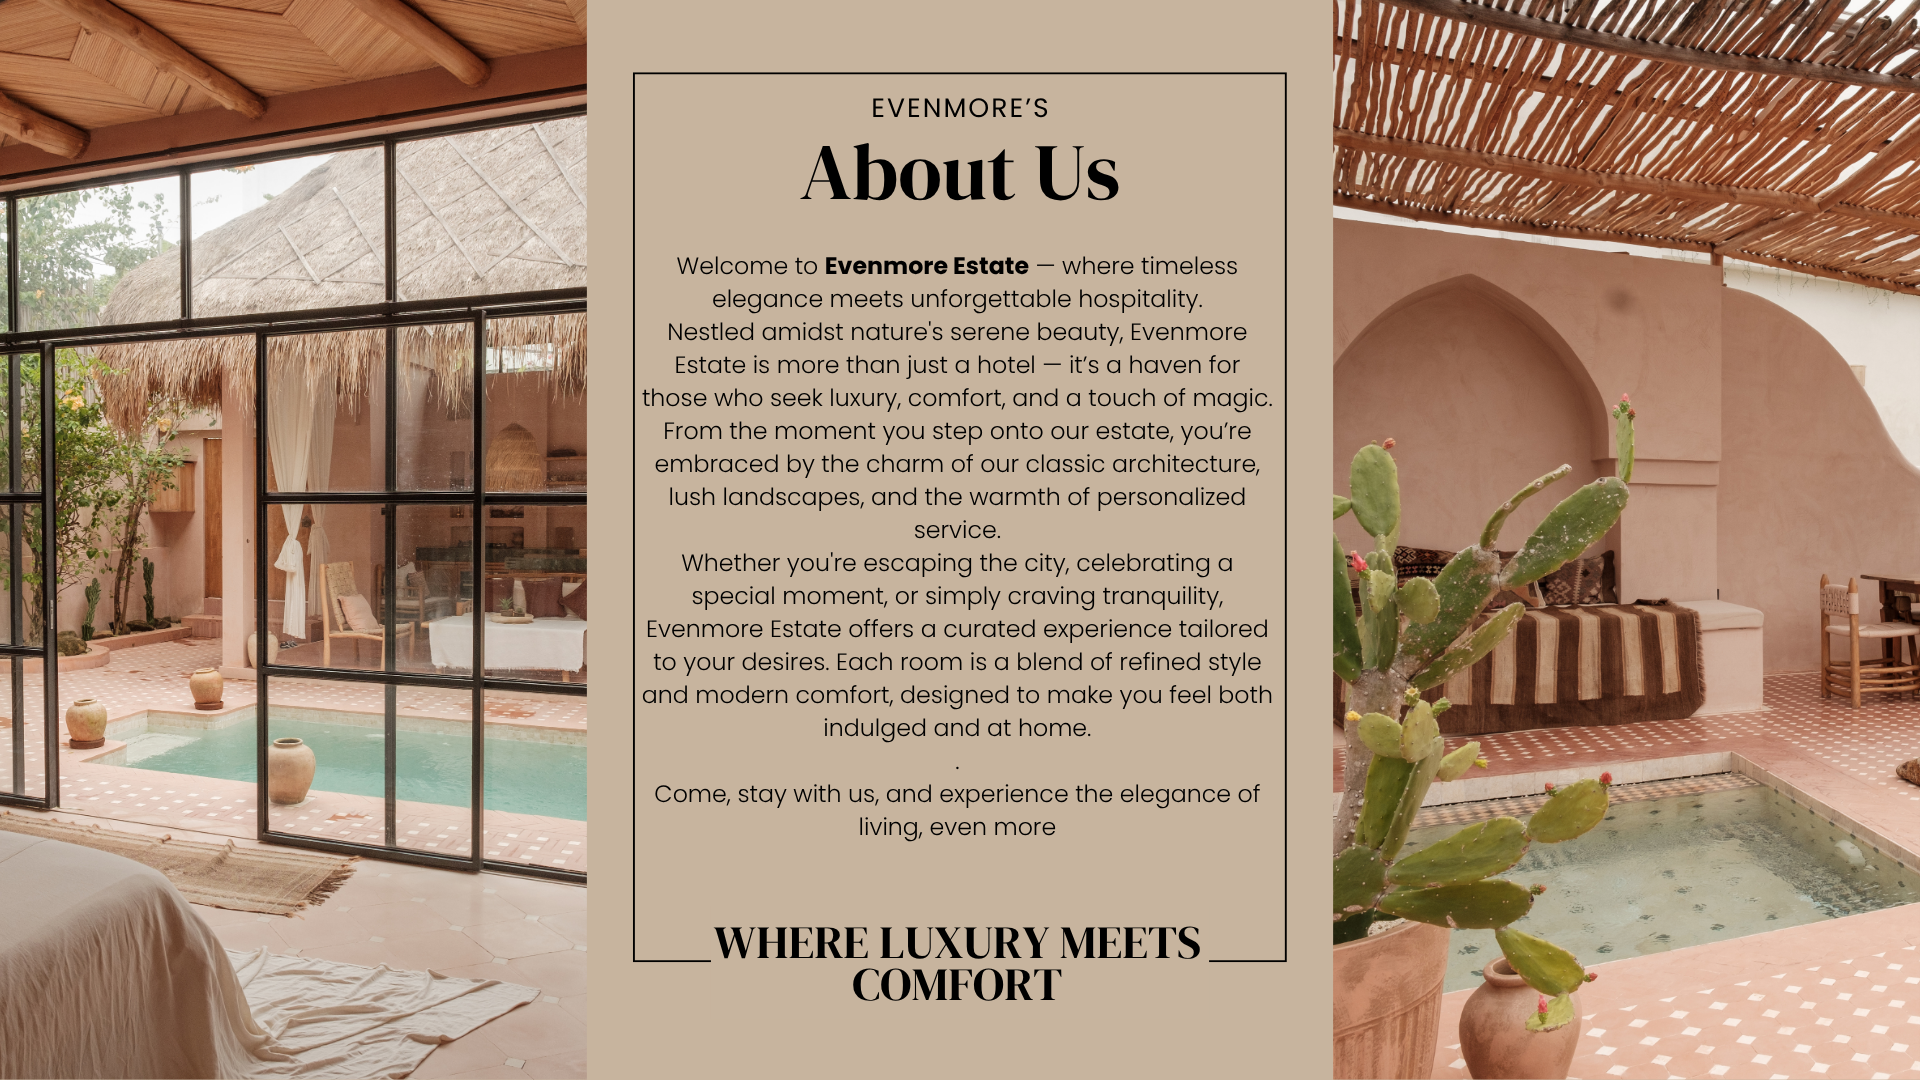 EVENMORE’S
About Us
Welcome to Evenmore Estate — where timeless
elegance meets unforgettable hospitality.
Nestled amidst nature's serene beauty, Evenmore
Estate is more than just a hotel — it’s a haven for
those who seek luxury, comfort, and a touch of magic.
From the moment you step onto our estate, you’re
embraced by the charm of our classic architecture,
lush landscapes, and the warmth of personalized
service.
Whether you're escaping the city, celebrating a
special moment, or simply craving tranquility,
Evenmore Estate offers a curated experience tailored
to your desires. Each room is a blend of refined style
and modern comfort, designed to make you feel both
indulged and at home.
.
Come, stay with us, and experience the elegance of
living, even more
WHERE LUXURY MEETS
COMFORT